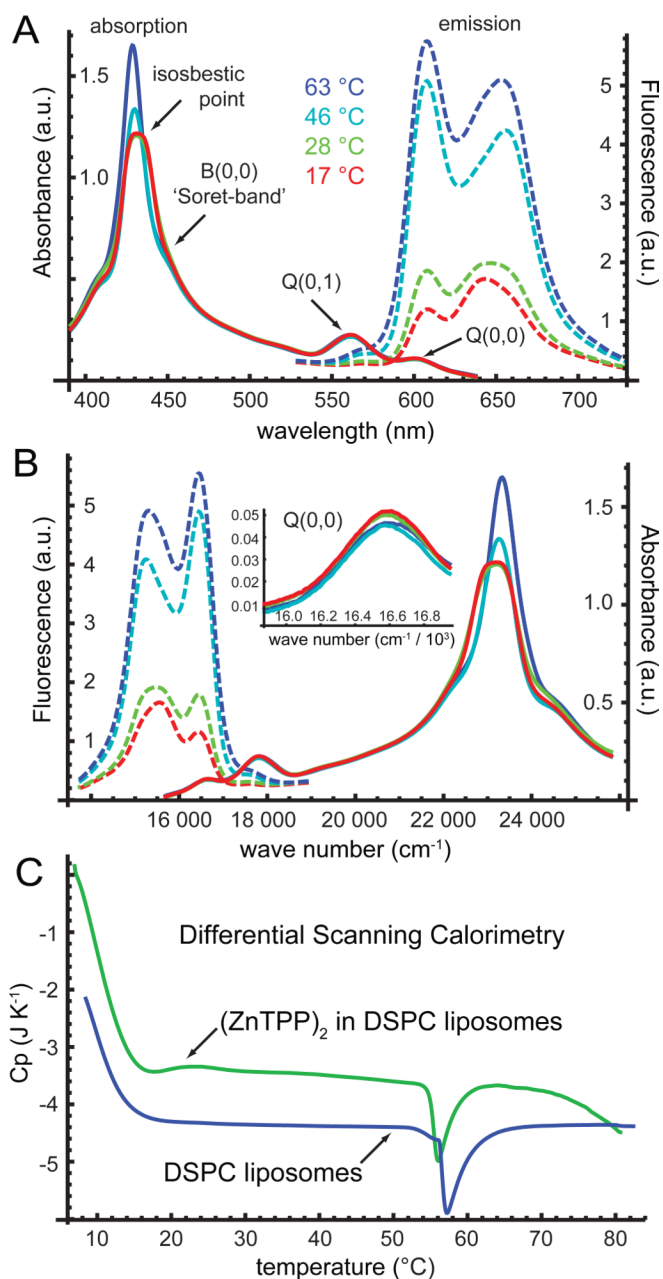 A
absorption
emission
Absorbance (a.u.)
Fluorescence (a.u.)
1.5
1.0
isosbestic
point
B(0,0)
‘Soret-band’
63 °C
46 °C
28 °C
17 °C
Q(0,1)
Q(0,0)
5
4
3
2
1
400 450 500 550 600 650 700
wavelength (nm)
B
Fluorescence (a.u.)
Absorbance (a.u.)
5
4
3
2
1
0.05
0.04
0.03
0.02
0.01
Q(0,0)
16.0 16.2 16.4 16.6 16.8
wave number (cm⁻¹ / 10³)
1.5
1.0
0.5
16 000 18 000 20 000 22 000 24 000
wave number (cm⁻¹)
C
Differential Scanning Calorimetry
Cp (J K⁻¹)
-1
-2
-3
-4
-5
(ZnTPP)₂ in DSPC liposomes
DSPC liposomes
10 20 30 40 50 60 70 80
temperature (°C)